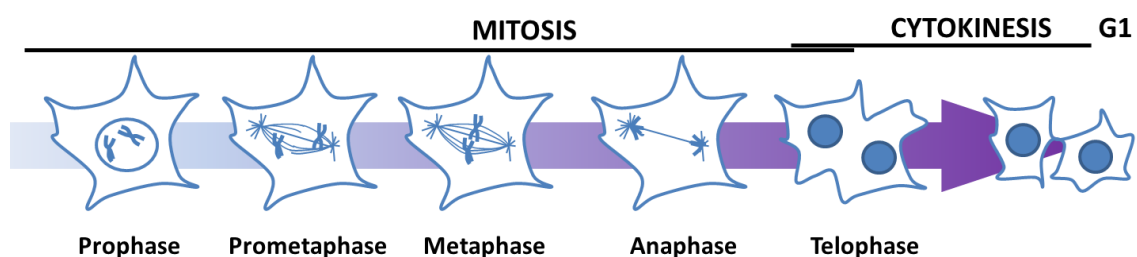 MITOSIS
CYTOKINESIS
G1
Prophase
Prometaphase
Metaphase
Anaphase
Telophase